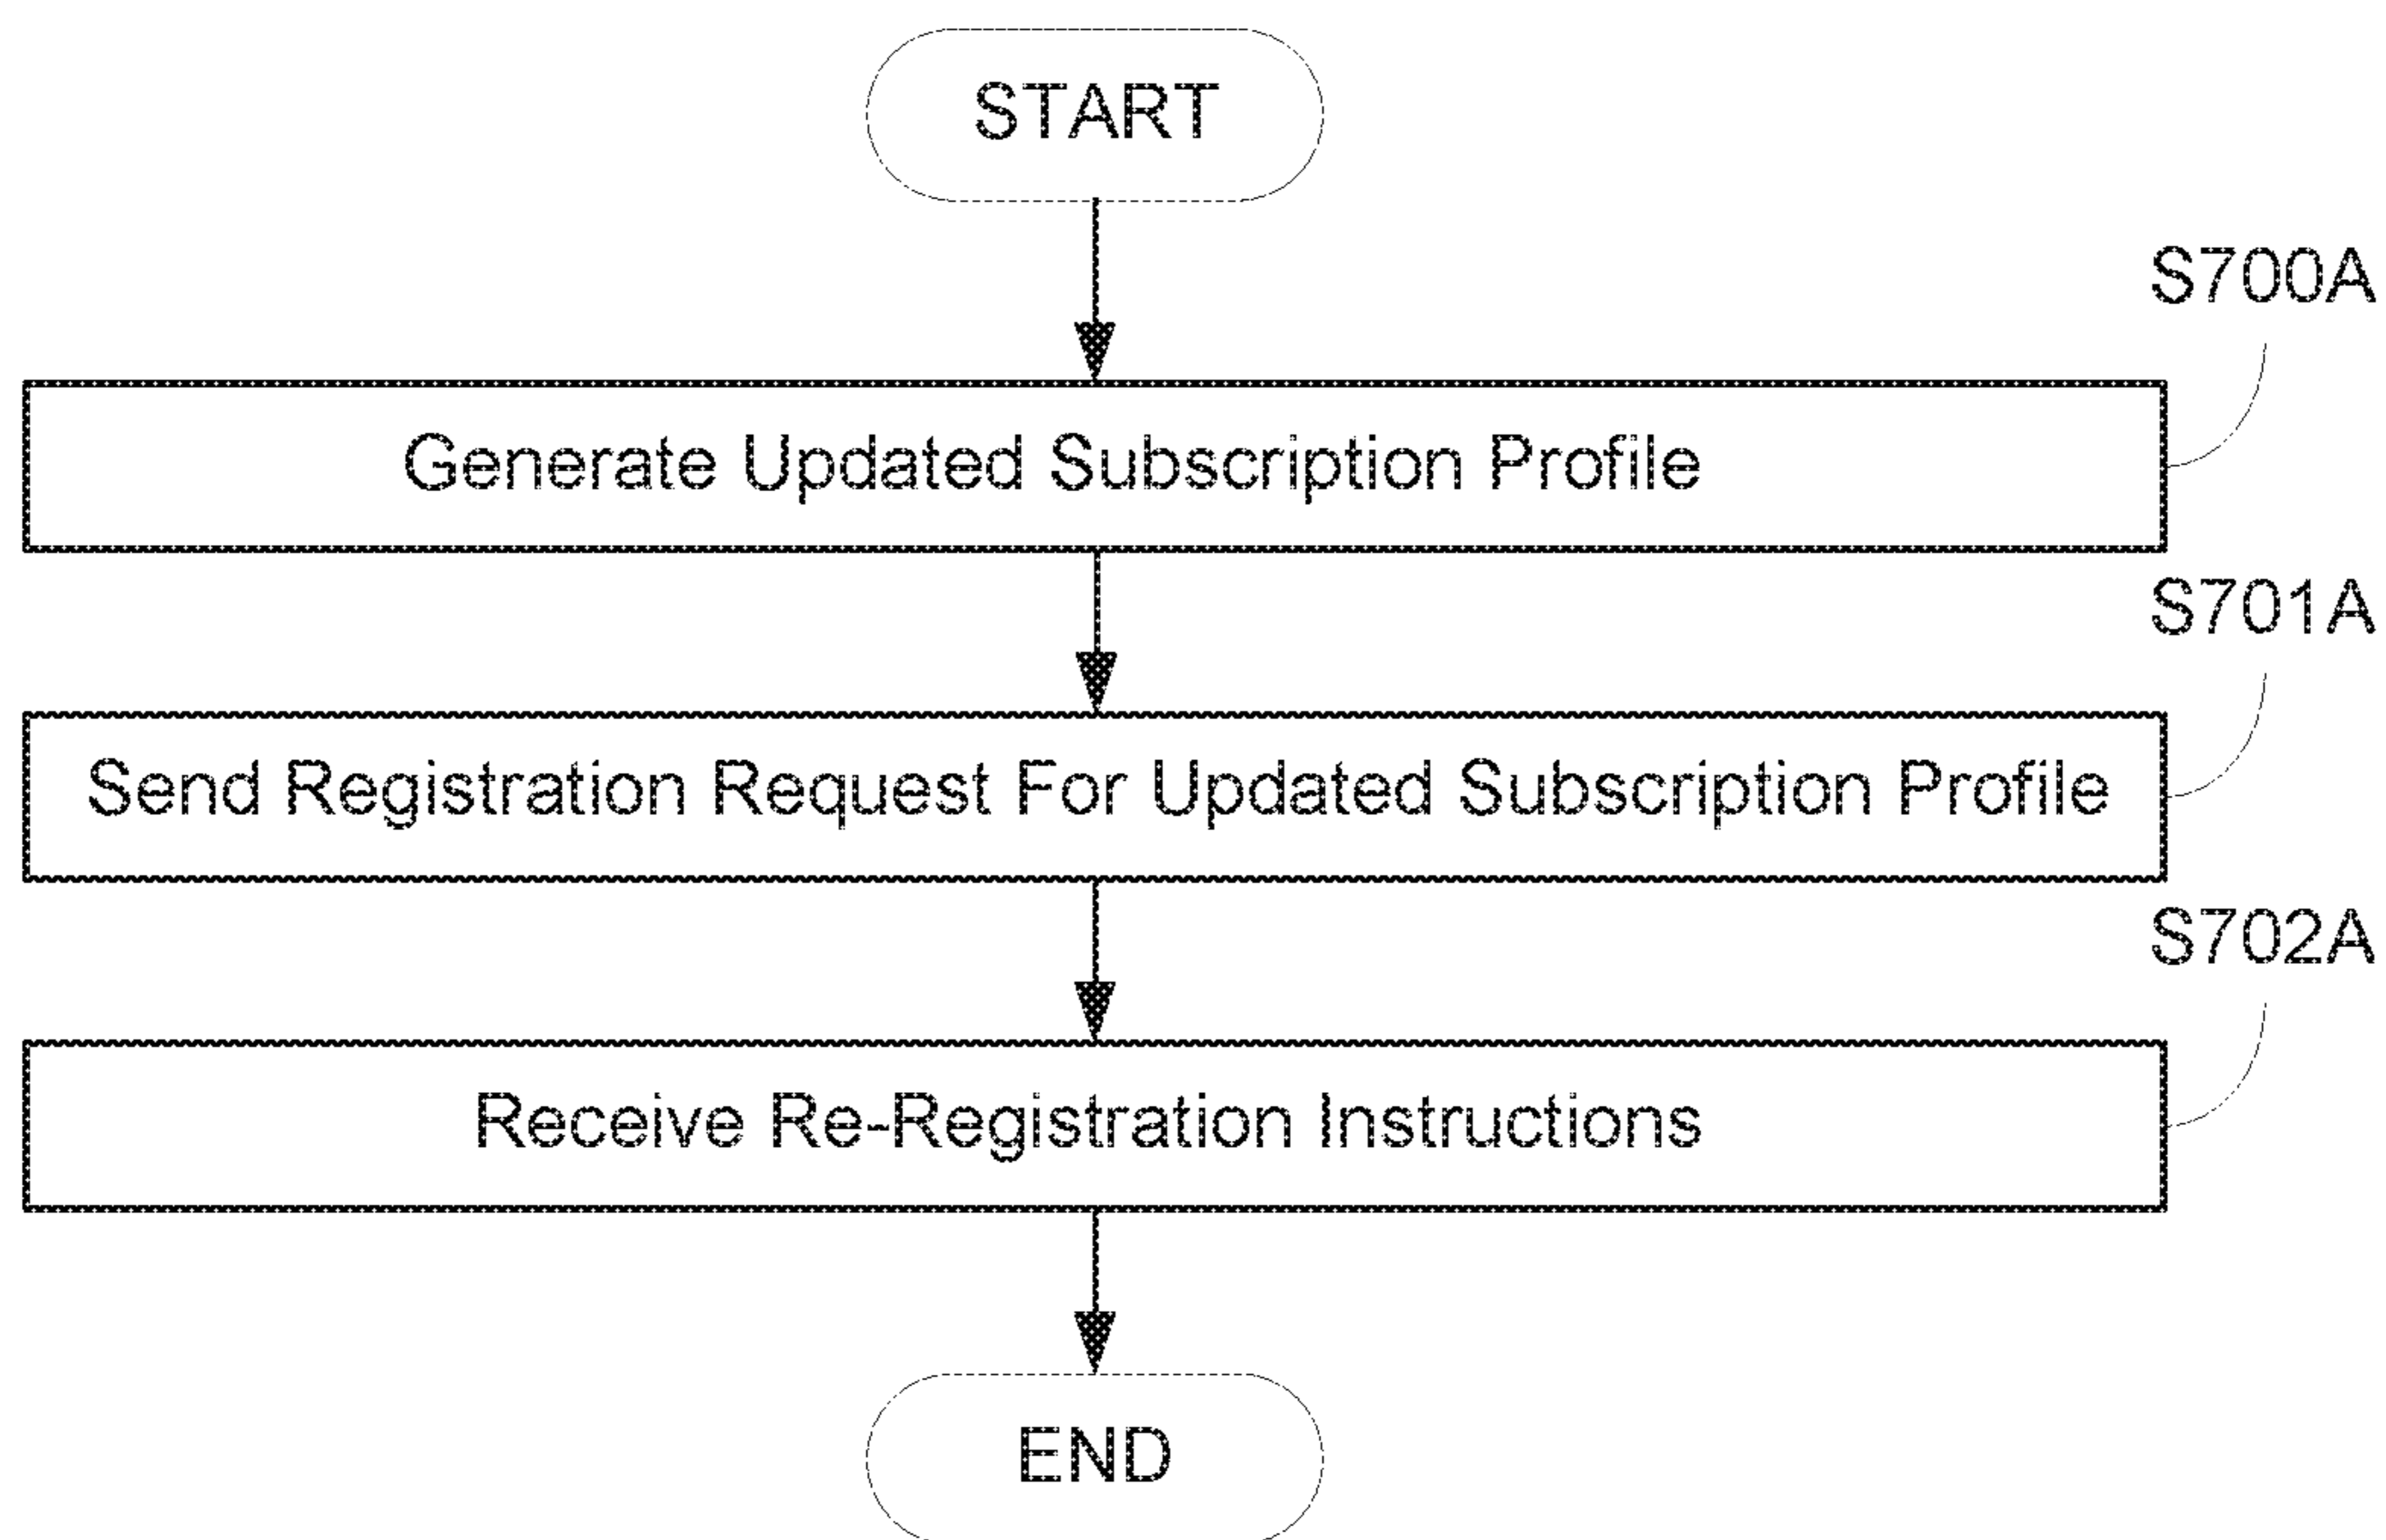 START
S700A
Generate Updated Subscription Profile
S701A
Send Registration Request For Updated Subscription Profile
S702A
Receive Re-Registration Instructions
END